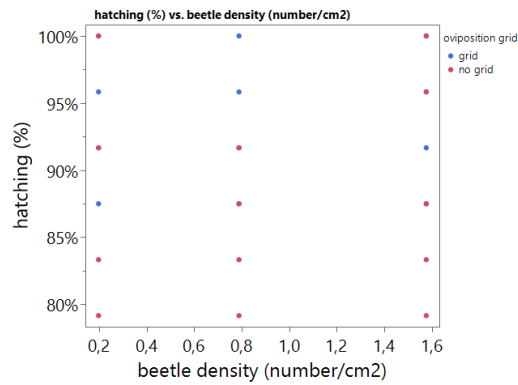 hatching (%) vs. beetle density (number/cm2)
oviposition grid
grid
no grid
hatching (%)
100%
95%
90%
85%
80%
0,2 0,4 0,6 0,8 1,0 1,2 1,4 1,6
beetle density (number/cm2)